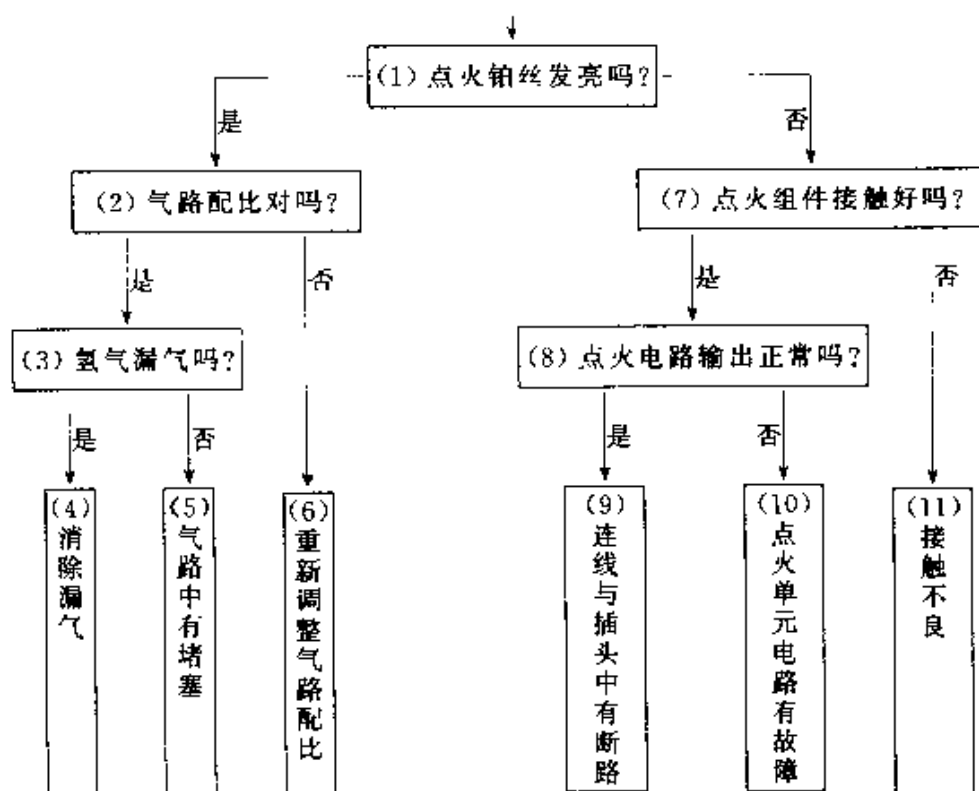 (1)点火铂丝发亮吗?
是
否
(2)气路配比对吗?
(7)点火组件接触好吗?
是
否
是
否
(3)氢气漏气吗?
(8)点火电路输出正常吗?
是
否
是
否
(4)消除漏气
(5)气路中有堵塞
(6)重新调整气路配比
(9)连线与插头中有断路
(10)点火单元电路有故障
(11)接触不良